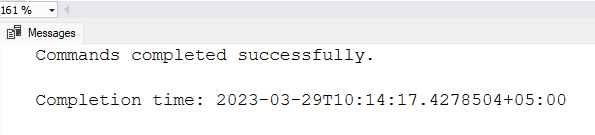 161 %
Messages
Commands completed successfully.
Completion time: 2023-03-29T10:14:17.4278504+05:00